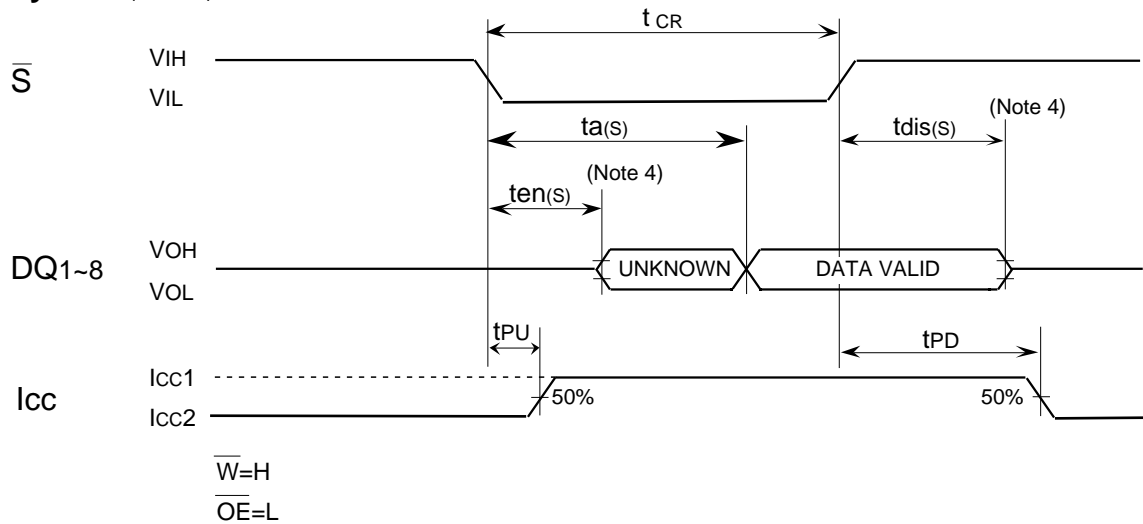 t CR
S
VIH
VIL
(Note 4)
ta(S)
tdis(S)
(Note 4)
ten(S)
DQ1~8
VOH
VOL
UNKNOWN
DATA VALID
tPU
tPD
Icc
Icc1
Icc2
50%
50%
W=H
OE=L